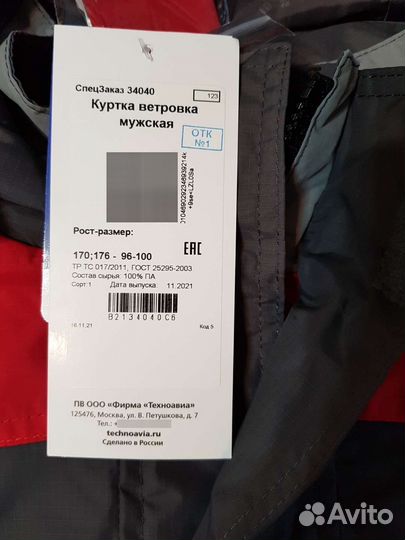 СпецЗаказ 34040
123
Куртка ветровка
мужская
ОТК
№1
Рост-размер:
170;176 - 96-100
ТР ТС 017/2011, ГОСТ 25295-2003
Состав сырья: 100% ПА
Сорт:1 Дата выпуска: 11.2021
B2134040C6
16.11.21 Код 5
ПВ ООО «Фирма «Техноавиа»
125476, Москва, ул. В. Петушкова, д. 7
Тел.: +
technoavia.ru
Сделано в России
Avito